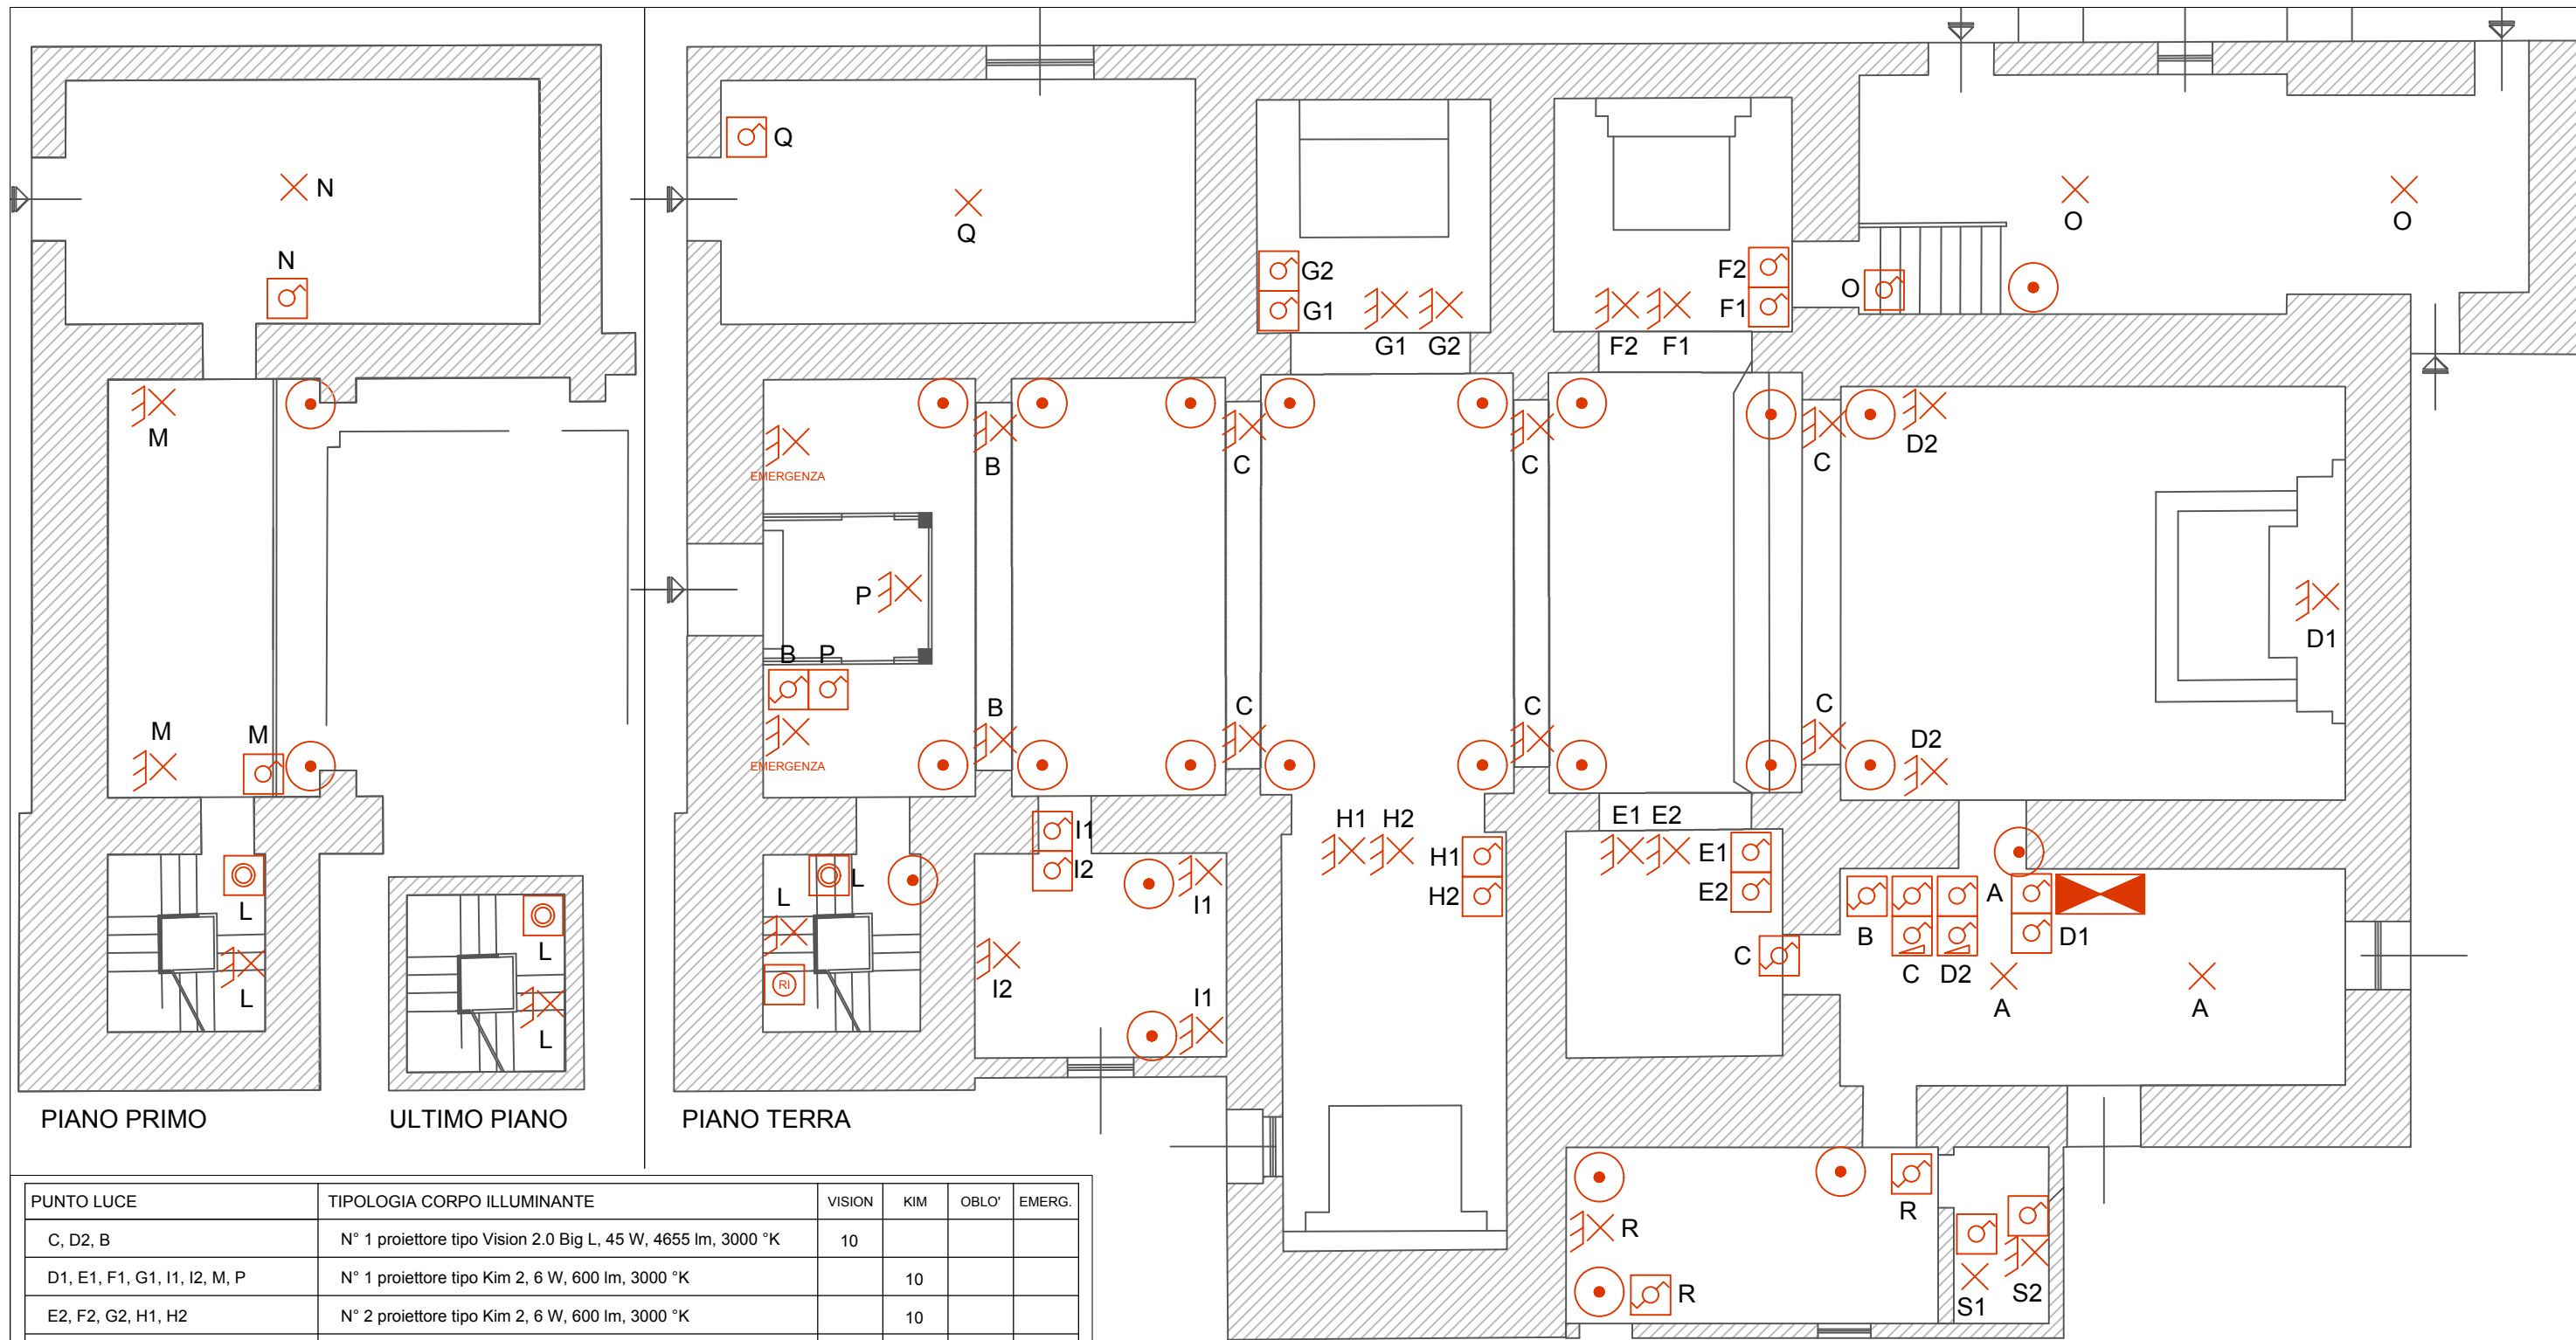 N
N
M
M
M
L
L
L
L
PIANO PRIMO
ULTIMO PIANO
Q
Q
G2
G1
G1 G2
F2
F1
F2 F1
O
O
O
EMERGENZA
B
C
C
C
D2
P
D1
B P
EMERGENZA
B
C
C
C
D2
I1
I2
I1
I2
I1
L
L
RI
H1 H2
H1
H2
E1 E2
E1
E2
C
B
C
D2
A
D1
A
A
R
R
R
S1
S2
PIANO TERRA
PUNTO LUCE TIPOLOGIA CORPO ILLUMINANTE VISION KIM OBLO' EMERG.
C, D2, B N° 1 proiettore tipo Vision 2.0 Big L, 45 W, 4655 lm, 3000 °K 10
D1, E1, F1, G1, I1, I2, M, P N° 1 proiettore tipo Kim 2, 6 W, 600 lm, 3000 °K 10
E2, F2, G2, H1, H2 N° 2 proiettore tipo Kim 2, 6 W, 600 lm, 3000 °K 10